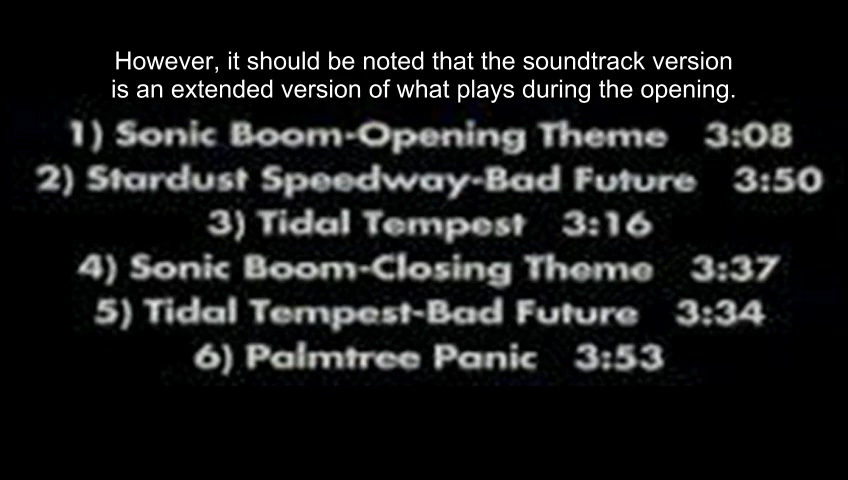 However, it should be noted that the soundtrack version
is an extended version of what plays during the opening.
1) Sonic Boom-Opening Theme 3:08
2) Stardust Speedway-Bad Future 3:50
3) Tidal Tempest 3:16
4) Sonic Boom-Closing Theme 3:37
5) Tidal Tempest-Bad Future 3:34
6) Palmtree Panic 3:53